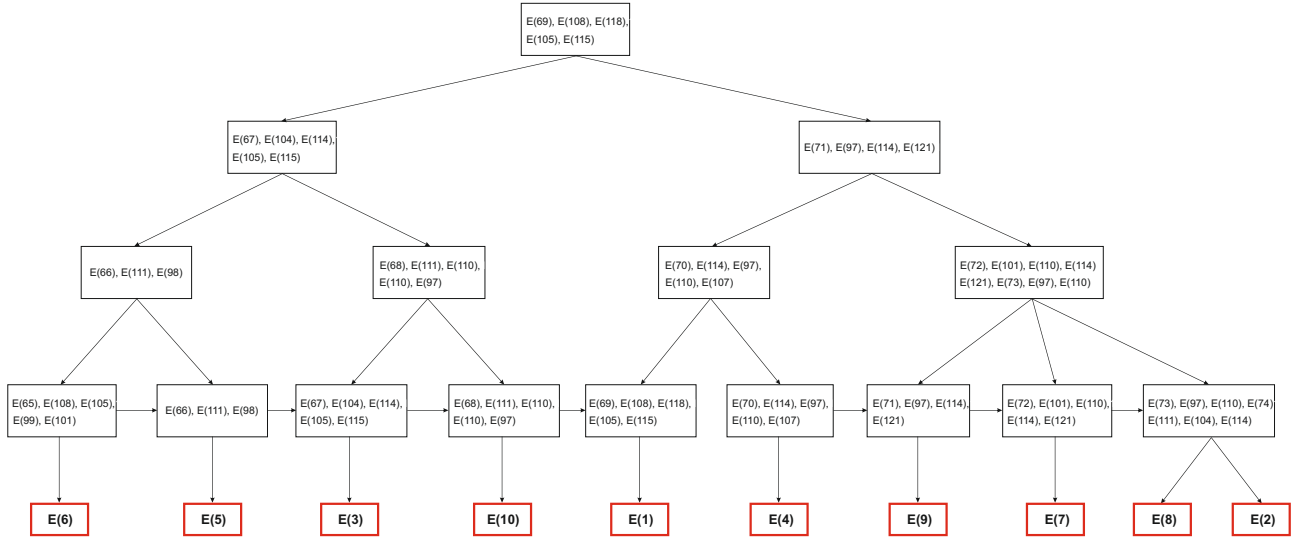 E(69), E(108), E(118),
E(105), E(115)
E(67), E(104), E(114),
E(105), E(115)
E(71), E(97), E(114), E(121)
E(66), E(111), E(98)
E(68), E(111), E(110),
E(110), E(97)
E(70), E(114), E(97),
E(110), E(107)
E(72), E(101), E(110), E(114)
E(121), E(73), E(97), E(110)
E(65), E(108), E(105),
E(99), E(101)
E(66), E(111), E(98)
E(67), E(104), E(114),
E(105), E(115)
E(68), E(111), E(110),
E(110), E(97)
E(69), E(108), E(118),
E(105), E(115)
E(70), E(114), E(97),
E(110), E(107)
E(71), E(97), E(114),
E(121)
E(72), E(101), E(110),
E(114), E(121)
E(73), E(97), E(110), E(74)
E(111), E(104), E(114)
E(6)
E(5)
E(3)
E(10)
E(1)
E(4)
E(9)
E(7)
E(8)
E(2)